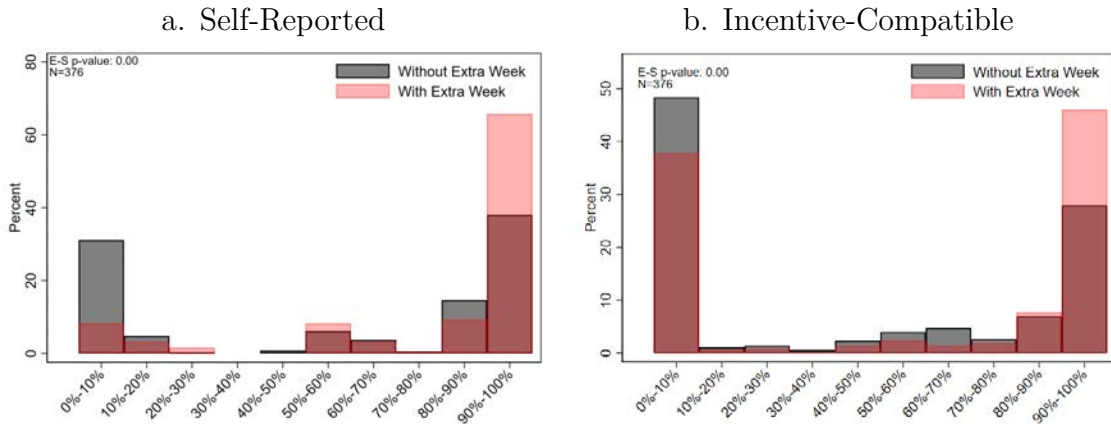 a. Self-Reported
E-S p-value: 0.00
N=376
Without Extra Week
With Extra Week
Percent
80
60
40
20
0
0%-10%
10%-20%
20%-30%
30%-40%
40%-50%
50%-60%
60%-70%
70%-80%
80%-90%
90%-100%
b. Incentive-Compatible
E-S p-value: 0.00
N=376
Without Extra Week
With Extra Week
Percent
50
40
30
20
10
0
0%-10%
10%-20%
20%-30%
30%-40%
40%-50%
50%-60%
60%-70%
70%-80%
80%-90%
90%-100%